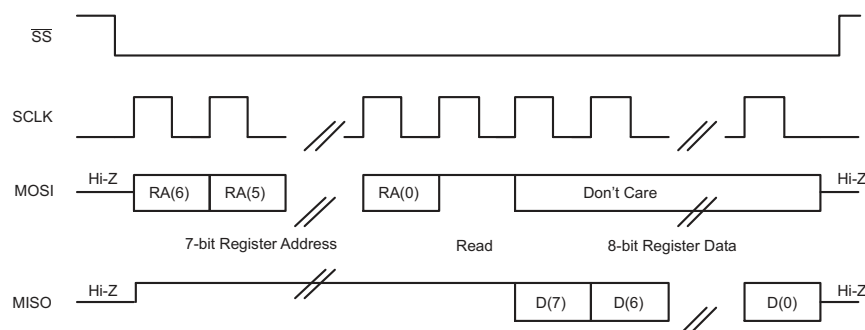 SS
SCLK
MOSI Hi-Z RA(6) RA(5) RA(0) Don't Care Hi-Z
7-bit Register Address Read 8-bit Register Data
MISO Hi-Z D(7) D(6) D(0) Hi-Z